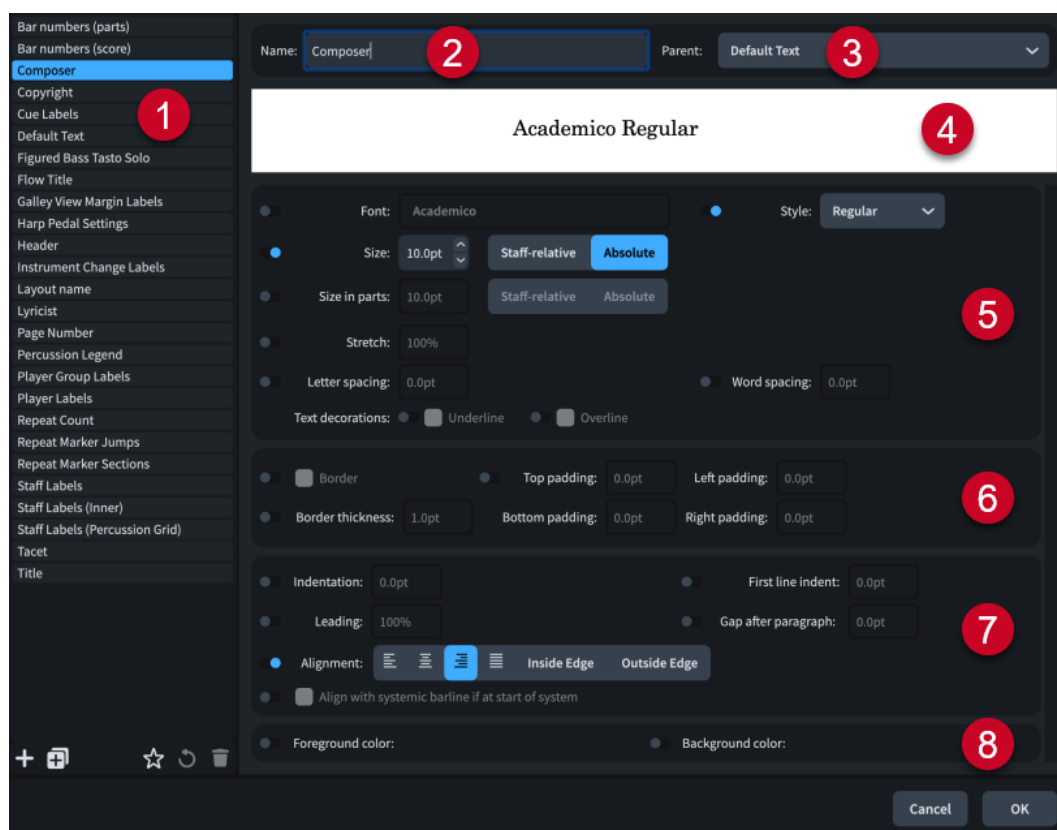 Bar numbers (parts)
Bar numbers (score)
Composer
Copyright
Cue Labels
Default Text
Figured Bass Tasto Solo
Flow Title
Galley View Margin Labels
Harp Pedal Settings
Header
Instrument Change Labels
Layout name
Lyricist
Page Number
Percussion Legend
Player Group Labels
Player Labels
Repeat Count
Repeat Marker Jumps
Repeat Marker Sections
Staff Labels
Staff Labels (Inner)
Staff Labels (Percussion Grid)
Tacet
Title
1
Name: Composer 2 Parent: Default Text 3
Academico Regular 4
Font: Academico Style: Regular
Size: 10.0pt Staff-relative Absolute
Size in parts: 10.0pt Staff-relative Absolute
5
Stretch: 100%
Letter spacing: 0.0pt Word spacing: 0.0pt
Text decorations: Underline Overline
Border Top padding: 0.0pt Left padding: 0.0pt
6
Border thickness: 1.0pt Bottom padding: 0.0pt Right padding: 0.0pt
Indentation: 0.0pt First line indent: 0.0pt
Leading: 100% Gap after paragraph: 0.0pt
7
Alignment: Inside Edge Outside Edge
Align with systemic barline if at start of system
Foreground color: Background color: 8
Cancel OK